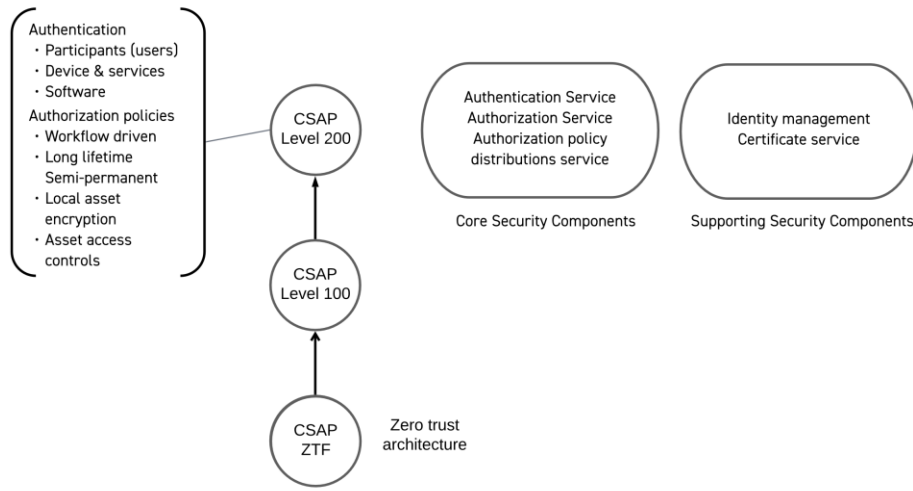 Authentication
・ Participants (users)
・ Device & services
・ Software
Authorization policies
・ Workflow driven
・ Long lifetime
Semi-permanent
・ Local asset
encryption
・ Asset access
controls
CSAP
Level 200
Authentication Service
Authorization Service
Authorization policy
distributions service
Core Security Components
Identity management
Certificate service
Supporting Security Components
CSAP
Level 100
CSAP
ZTF
Zero trust
architecture